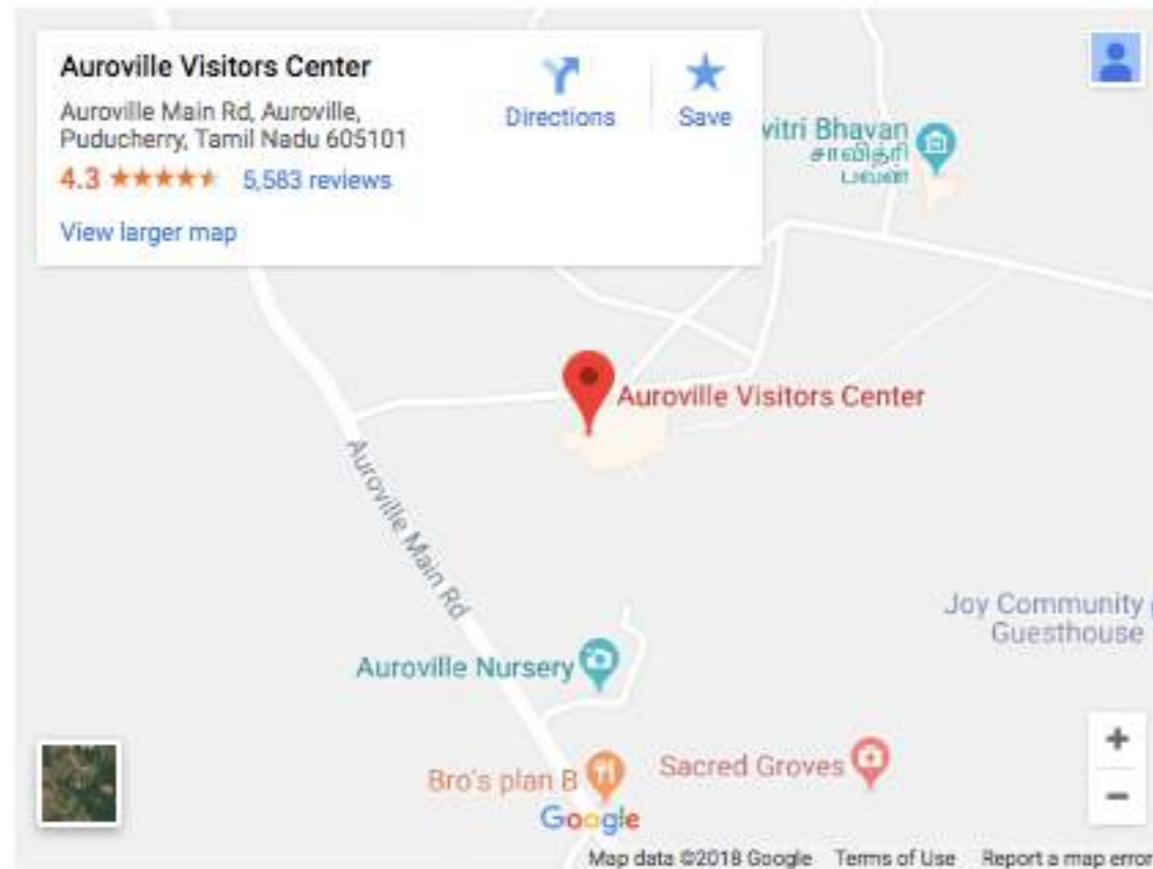 Auroville Visitors Center
Auroville Main Rd, Auroville,
Puducherry, Tamil Nadu 605101
4.3
5,583 reviews
View larger map
Directions
Save
vitri Bhavan
சாவித்ரி
பவன்
Auroville Visitors Center
Auroville Main Rd
Joy Community
Guesthouse
Auroville Nursery
Bro's plan B
Sacred Groves
Google
Map data ©2018 Google Terms of Use Report a map error